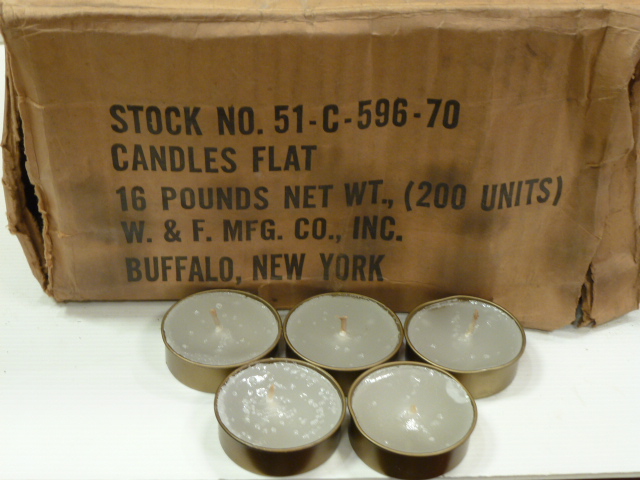 STOCK NO. 51-C-596-70
CANDLES FLAT
16 POUNDS NET WT., (200 UNITS)
W. & F. MFG. CO., INC.
BUFFALO, NEW YORK